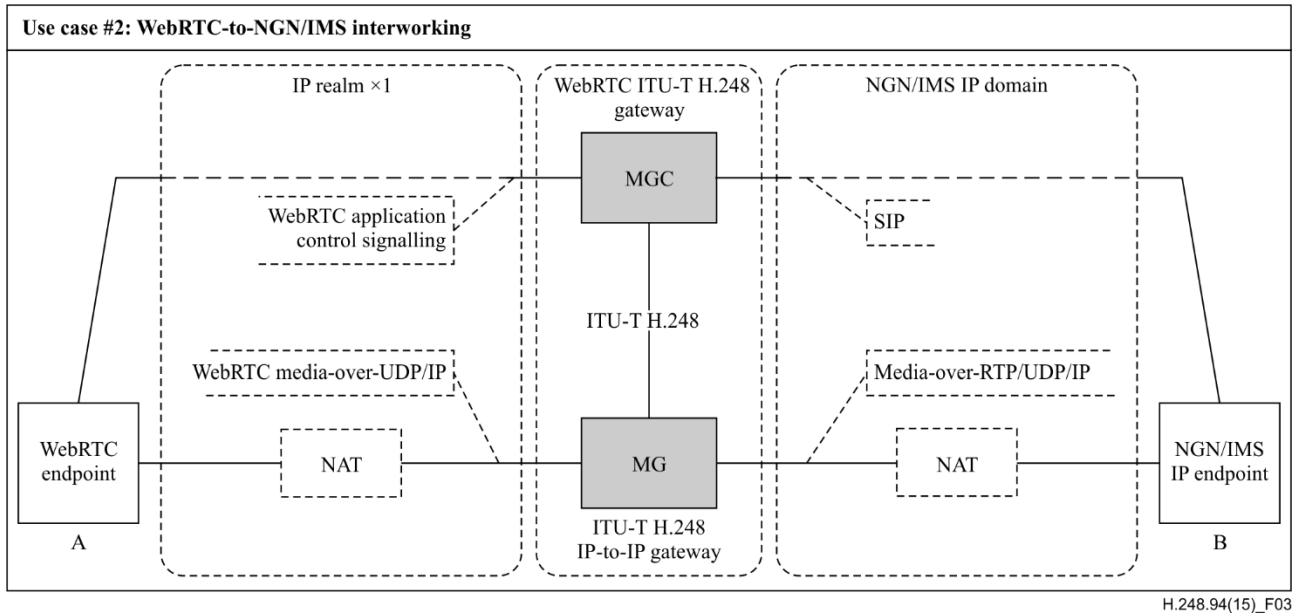 Use case #2: WebRTC-to-NGN/IMS interworking
IP realm ×1
WebRTC ITU-T H.248
gateway
NGN/IMS IP domain
MGC
WebRTC application
control signalling
SIP
ITU-T H.248
WebRTC media-over-UDP/IP
Media-over-RTP/UDP/IP
WebRTC
endpoint
NAT
MG
NAT
NGN/IMS
IP endpoint
A
ITU-T H.248
IP-to-IP gateway
B
H.248.94(15)_F03